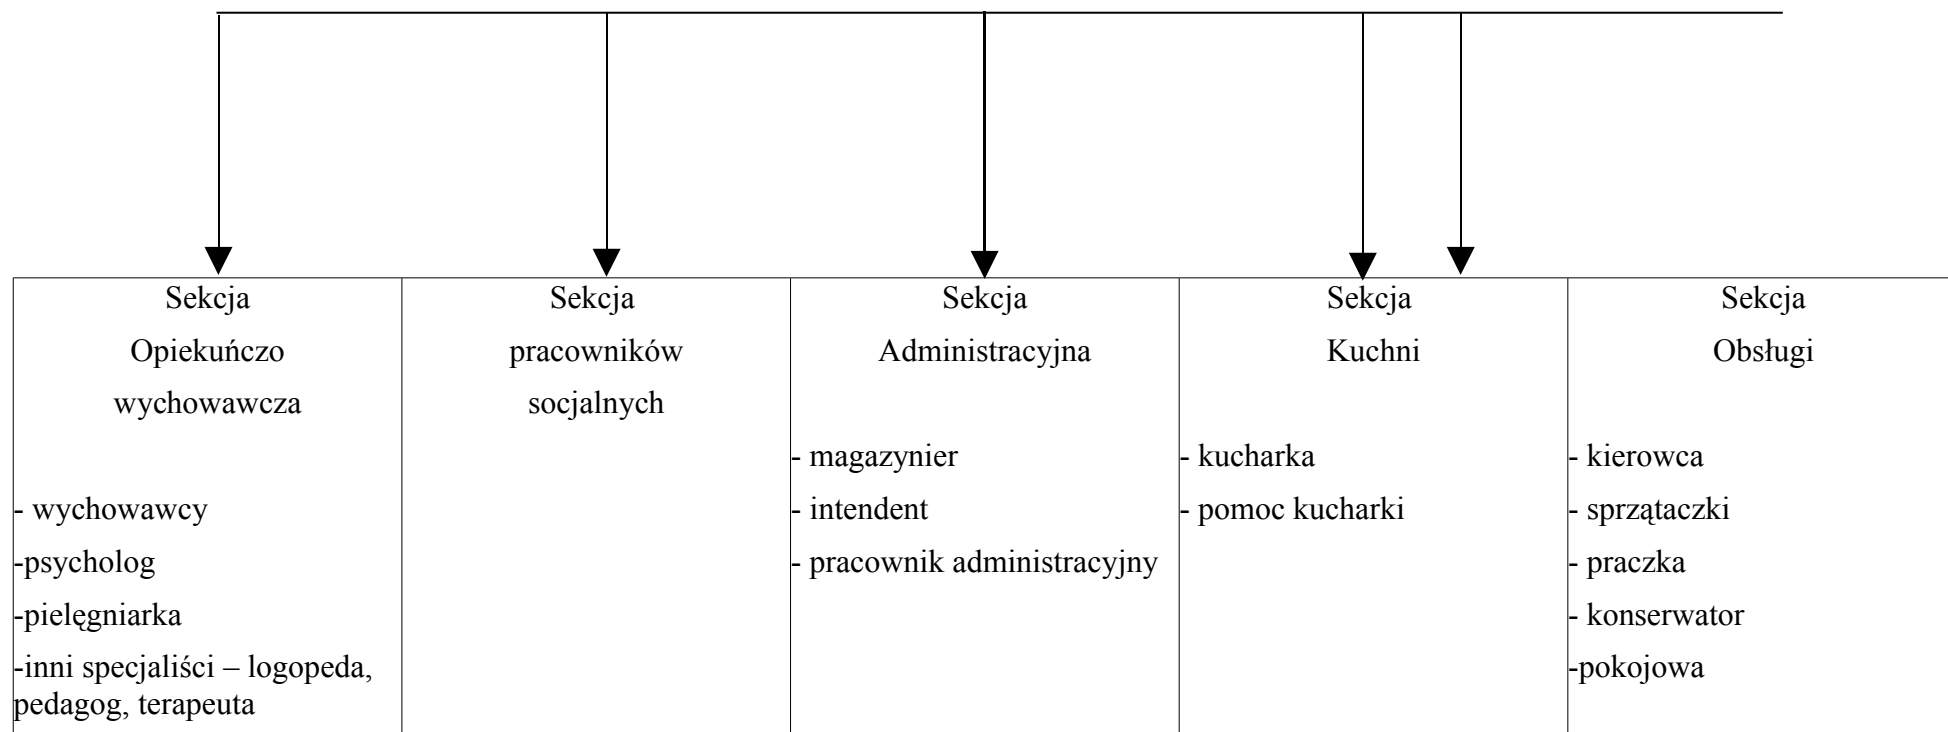 Sekcja
Opiekuńczo
wychowawcza
- wychowawcy
-psycholog
-pielęgniarka
-inni specjaliści – logopeda,
pedagog, terapeuta
Sekcja
pracowników
socjalnych
Sekcja
Administracyjna
- magazynier
- intendent
- pracownik administracyjny
Sekcja
Kuchni
- kucharka
- pomoc kucharki
Sekcja
Obsługi
- kierowca
- sprzątaczki
- praczka
- konserwator
-pokojowa